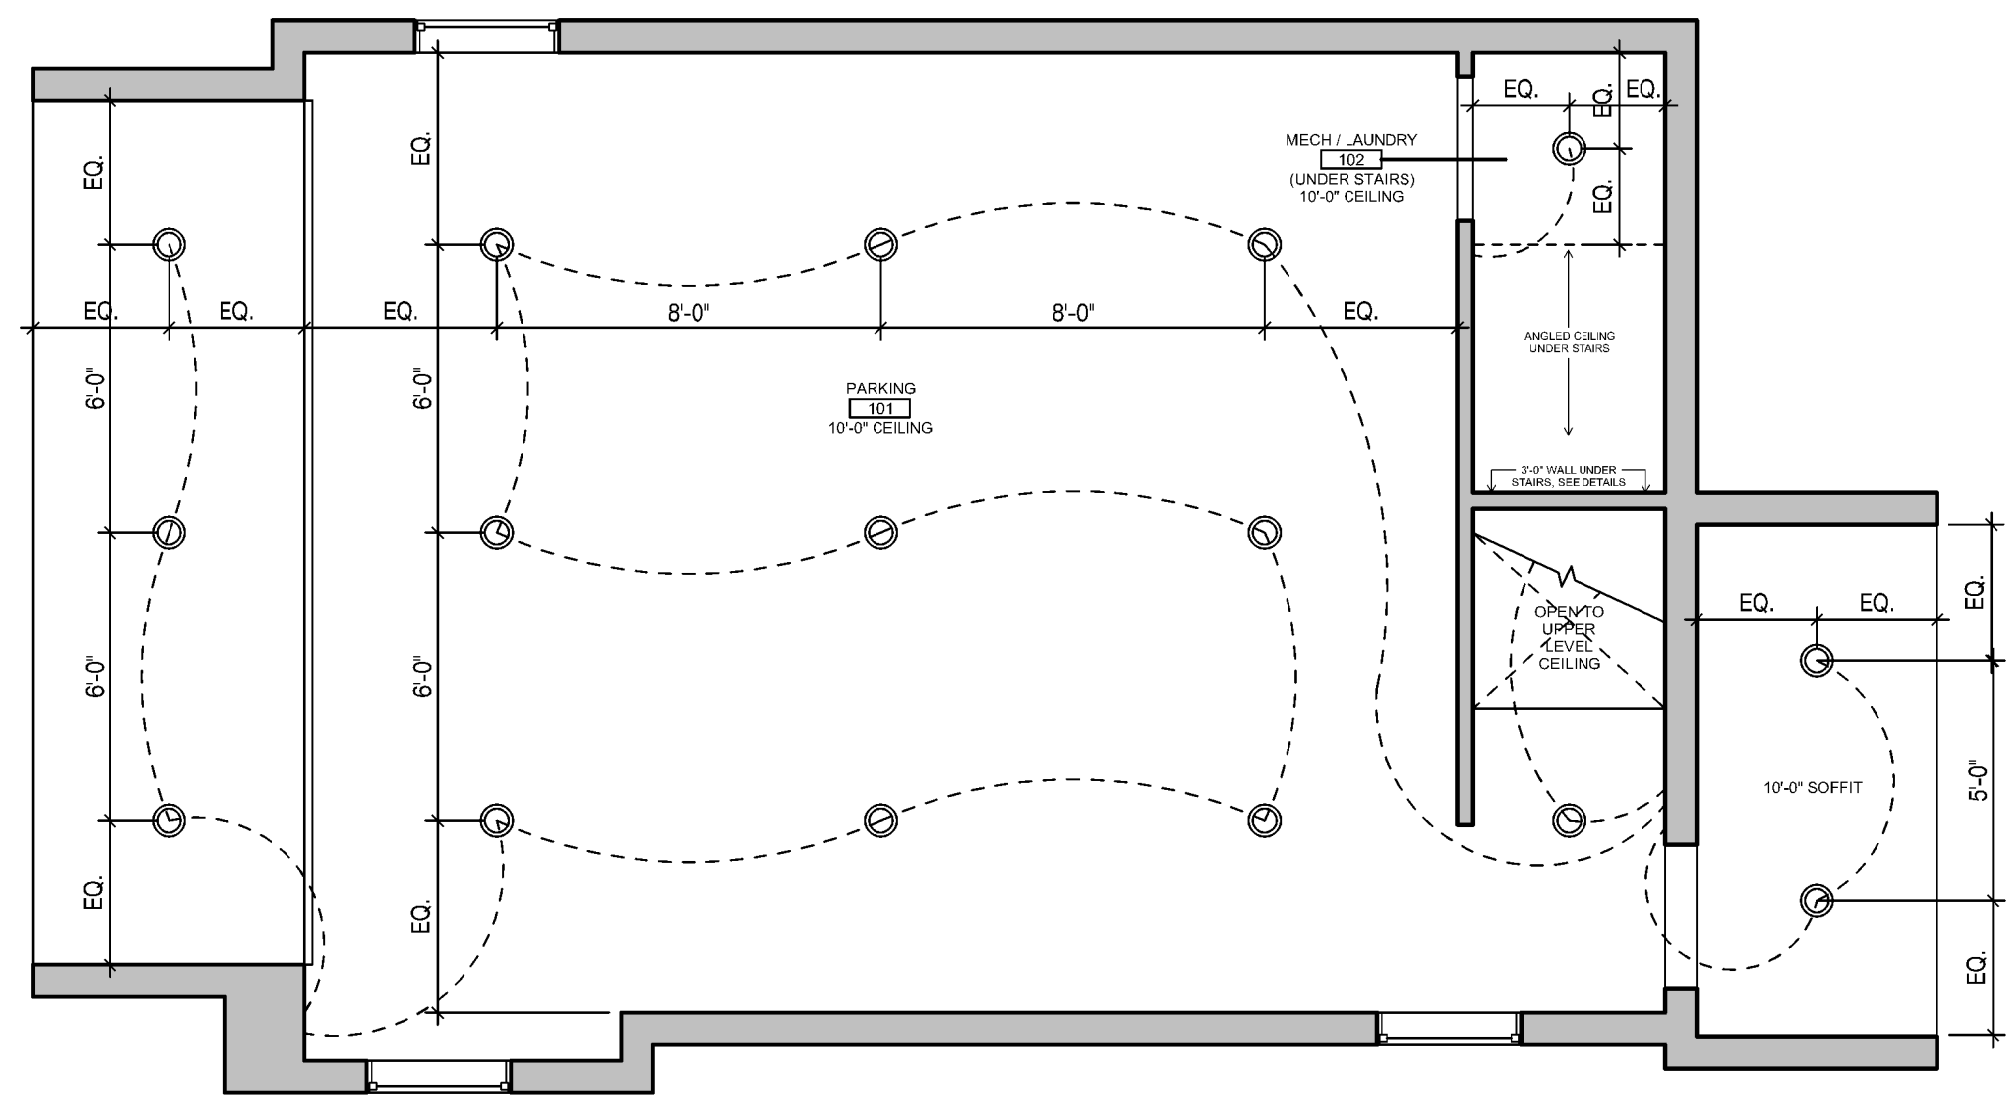 EQ.
EQ.
EQ.
EQ.
MECH / LAUNDRY
102
(UNDER STAIRS)
10'-0" CEILING
EQ.
EQ.
EQ.
EQ.
EQ.
EQ.
8'-0"
8'-0"
EQ.
ANGLED CEILING
UNDER STAIRS
6'-0"
6'-0"
PARKING
101
10'-0" CEILING
3'-0" WALL UNDER
STAIRS, SEE DETAILS
EQ.
EQ.
EQ.
OPEN TO
UPPER
LEVEL
CEILING
6'-0"
6'-0"
10'-0" SOFFIT
5'-0"
EQ.
EQ.
EQ.